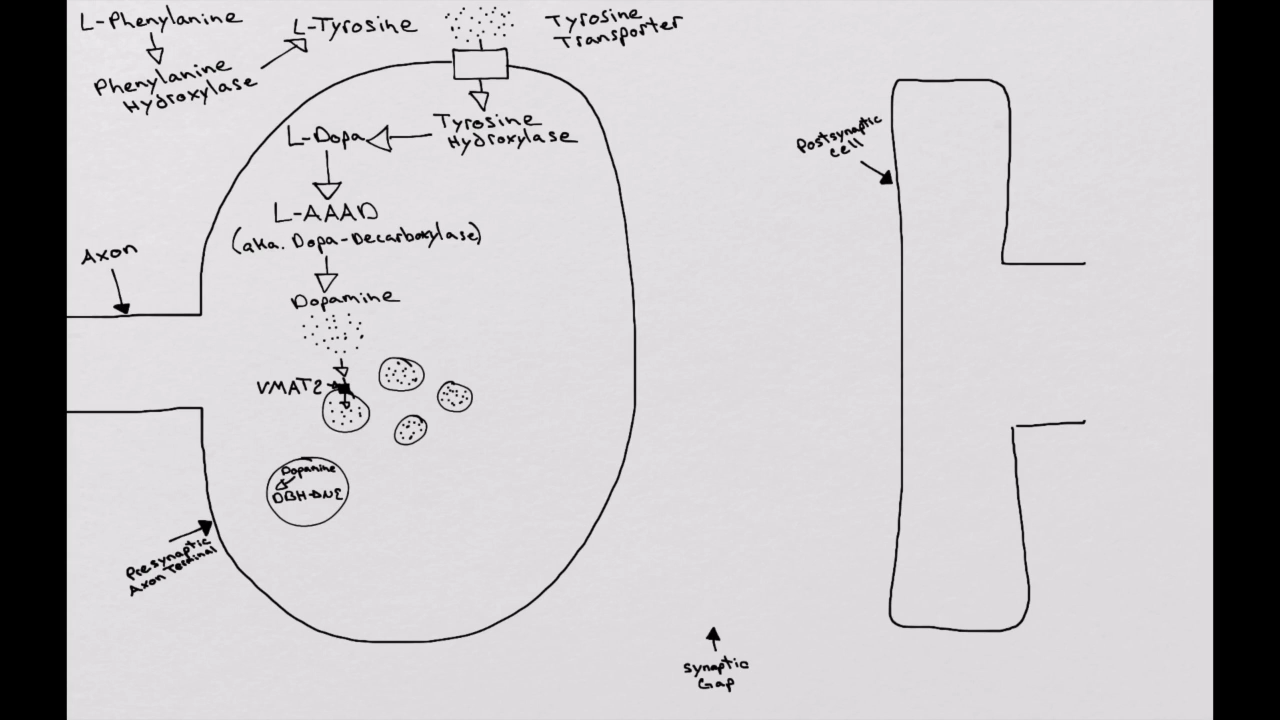 L-Phenylanine
L-Tyrosine
Tyrosine
Transporter
Phenylanine
Hydroxylase
Tyrosine
Hydroxylase
L-Dopa
L-AAAD
(aka. Dopa-Decarboxylase)
Axon
Dopamine
VMAT2
Dopamine
DBH→NE
Presynaptic
Axon Terminal
Postsynaptic
cell
Synaptic
Gap